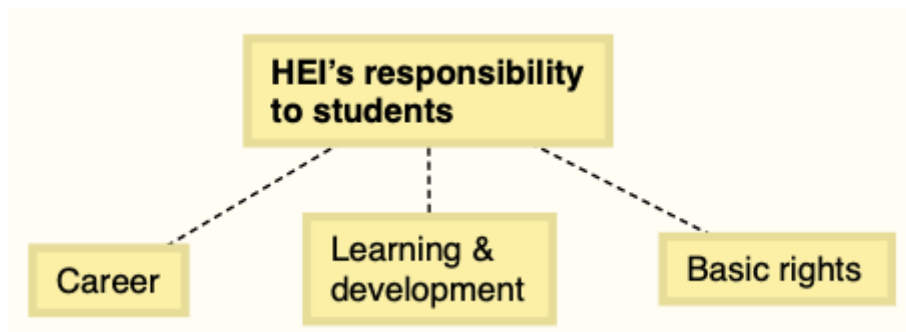 HEI's responsibility
to students
Career
Learning &
development
Basic rights